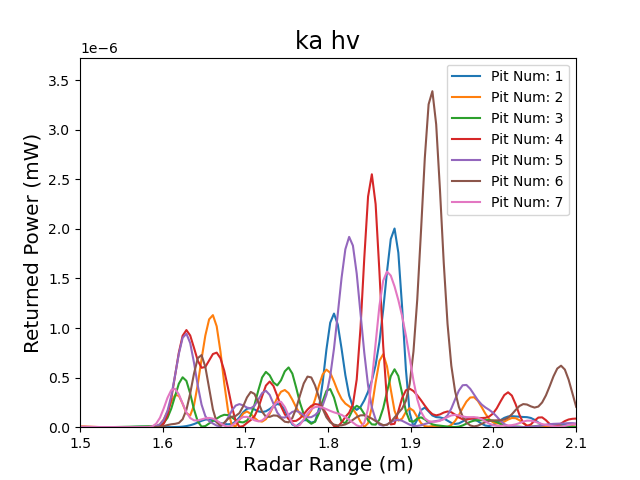 ka hv
1e−6
3.5
3.0
2.5
2.0
1.5
1.0
0.5
0.0
Returned Power (mW)
Pit Num: 1
Pit Num: 2
Pit Num: 3
Pit Num: 4
Pit Num: 5
Pit Num: 6
Pit Num: 7
1.5 1.6 1.7 1.8 1.9 2.0 2.1
Radar Range (m)